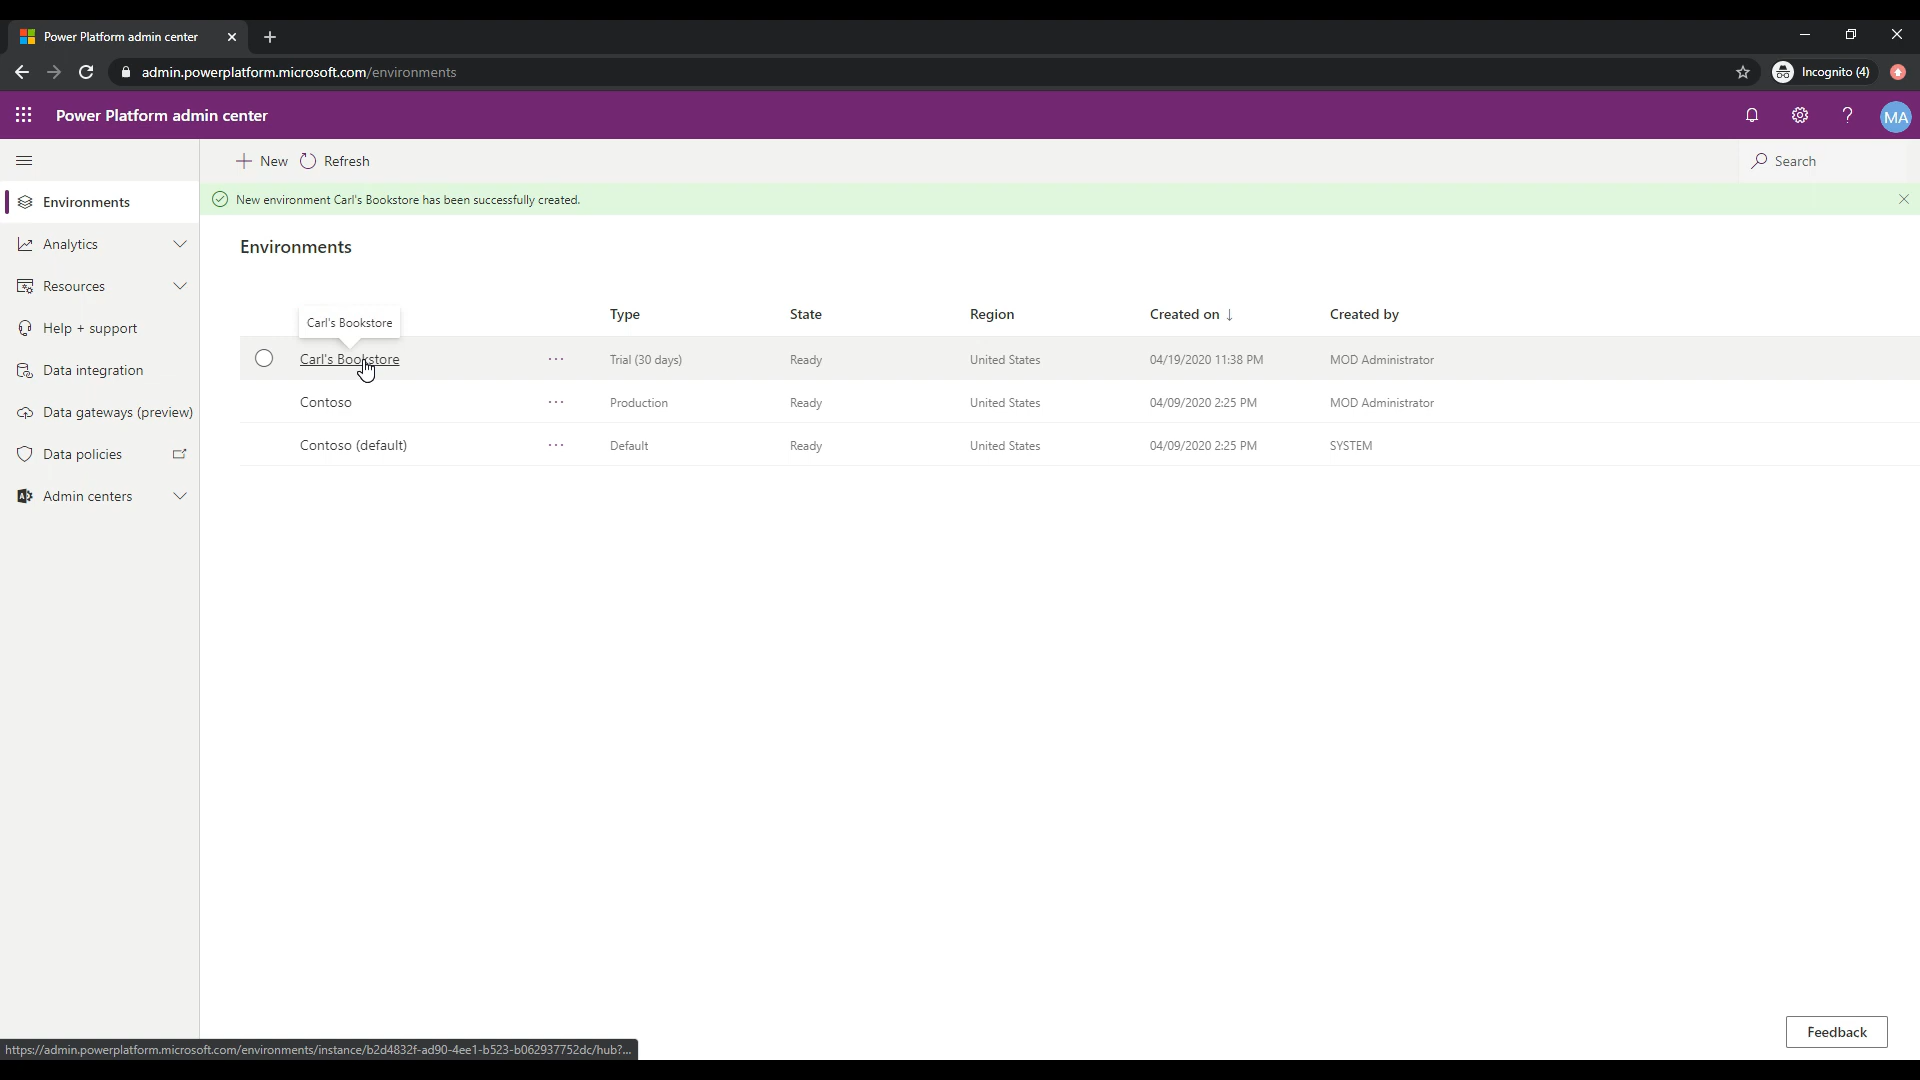 Power Platform admin center
admin.powerplatform.microsoft.com/environments
Incognito (4)
Power Platform admin center
MA
New
Refresh
Search
Environments
New environment Carl's Bookstore has been successfully created.
Analytics
Environments
Resources
Type
State
Region
Created on ↓
Created by
Help + support
Carl's Bookstore
Carl's Bookstore
···
Trial (30 days)
Ready
United States
04/19/2020 11:38 PM
MOD Administrator
Data integration
Contoso
···
Production
Ready
United States
04/09/2020 2:25 PM
MOD Administrator
Data gateways (preview)
Contoso (default)
···
Default
Ready
United States
04/09/2020 2:25 PM
SYSTEM
Data policies
Admin centers
Feedback
https://admin.powerplatform.microsoft.com/environments/instance/b2d4832f-ad90-4ee1-b523-b062937752dc/hub?...